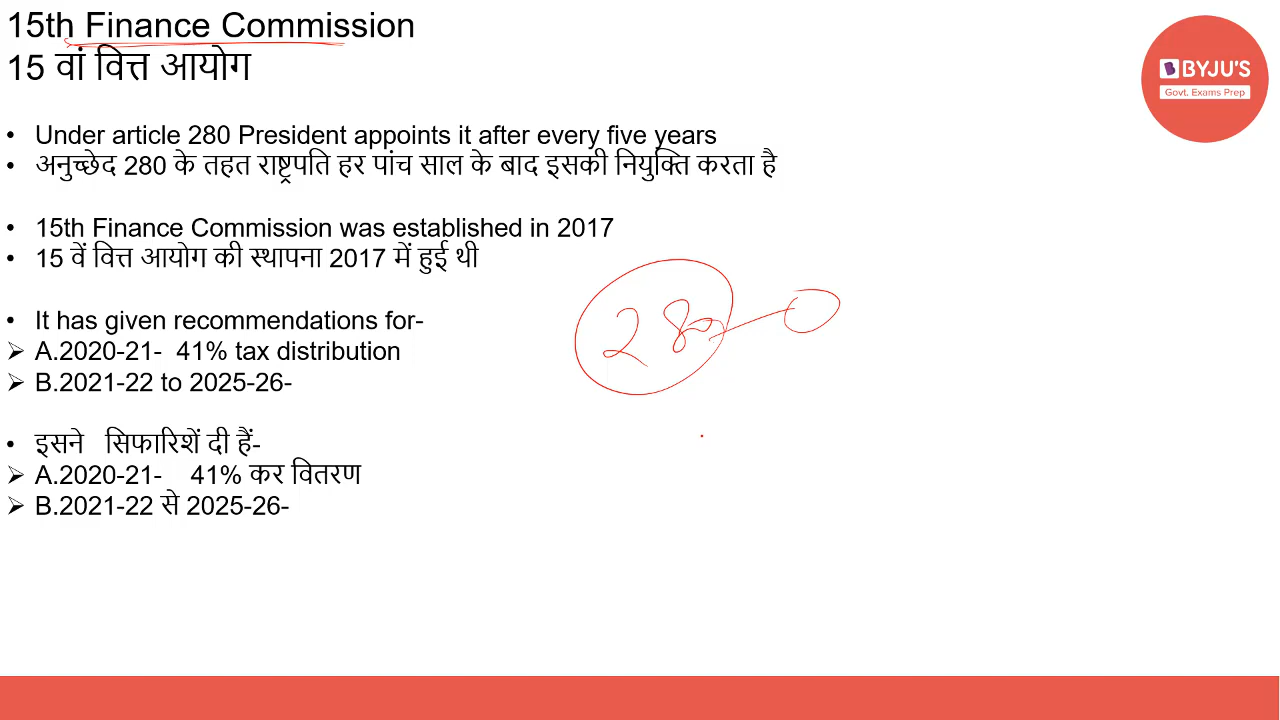 15th Finance Commission
15 वां वित्त आयोग
BYJU'S
Govt. Exams Prep
• Under article 280 President appoints it after every five years
• अनुच्छेद 280 के तहत राष्ट्रपति हर पांच साल के बाद इसकी नियुक्ति करता है
• 15th Finance Commission was established in 2017
• 15 वें वित्त आयोग की स्थापना 2017 में हुई थी
• It has given recommendations for-
➢ A.2020-21- 41% tax distribution
➢ B.2021-22 to 2025-26-
280
• इसने सिफारिशें दी हैं-
➢ A.2020-21- 41% कर वितरण
➢ B.2021-22 से 2025-26-